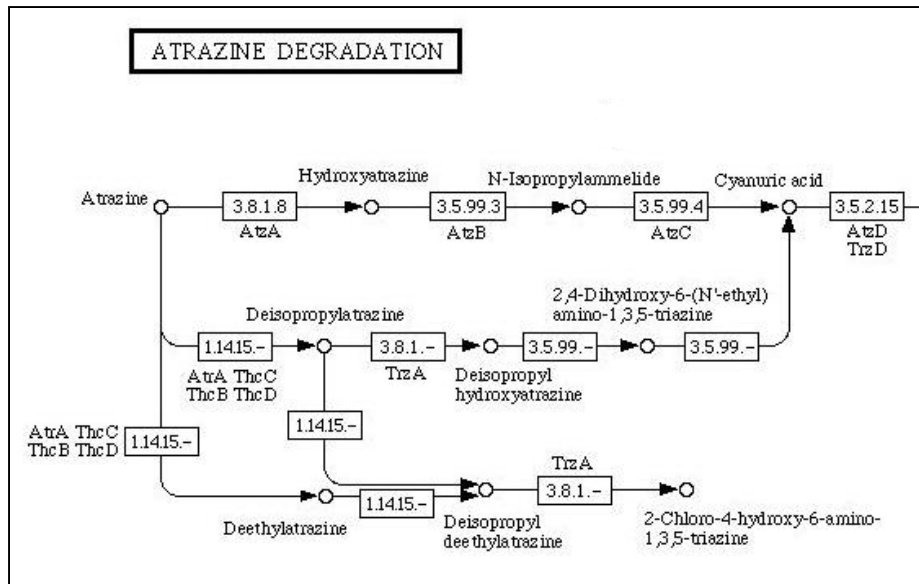 ATRAZINE DEGRADATION
Hydroxyatrazine
N-Isopropylammelide
Cyanuric acid
Atrazine
3.8.1.8
3.5.99.3
3.5.99.4
3.5.2.15
AtzA
AtzB
AtzC
AtzD
TrzD
2,4-Dihydroxy-6-(N'-ethyl)
amino-1,3,5-triazine
Deisopropylatrazine
1.14.15.-
3.8.1.-
3.5.99.-
3.5.99.-
AtrA ThcC
ThcB ThcD
TrzA
Deisopropyl
hydroxyatrazine
1.14.15.-
AtrA ThcC
ThcB ThcD
1.14.15.-
TrzA
3.8.1.-
1.14.15.-
Deethylatrazine
Deisopropyl
deethylatrazine
2-Chloro-4-hydroxy-6-amino-
1,3,5-triazine